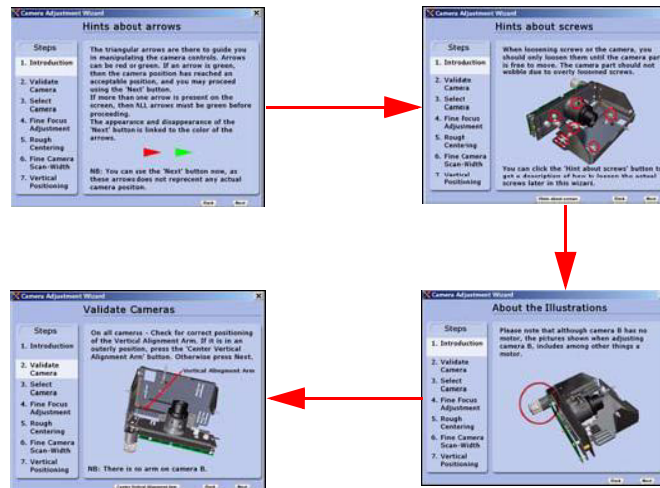 Camera Adjustment Wizard
Hints about arrows
Steps
1. Introduction
2. Validate
Camera
3. Select
Camera
4. Fine Focus
Adjustment
5. Rough
Centering
6. Fine Camera
Scan-Width
7. Vertical
Positioning
The triangular arrows are there to guide you
in manipulating the camera controls. Arrows
can be red or green. If an arrow is green,
then the camera position has reached an
acceptable position, and you may proceed
using the 'Next' button.
If more than one arrow is present on the
screen, then ALL arrows must be green before
proceeding.
The appearance and disappearance of the
'Next' button is linked to the color of the
arrows.
NB: You can use the 'Next' button now, as
these arrows does not reprecent any actual
camera position.
Back Next
Camera Adjustment Wizard
Hints about screws
Steps
1. Introduction
2. Validate
Camera
3. Select
Camera
4. Fine Focus
Adjustment
5. Rough
Centering
6. Fine Camera
Scan-Width
7. Vertical
Positioning
When loosening screws or the camera, you
should only loosen them until the camera part
is free to move. The camera part should not
wobble due to overly loosened screws.
You can click the 'Hint about screws' button to
get a description of how to loosen the actual
screws later in this wizard.
Hints about screws Back Next
Camera Adjustment Wizard
Validate Cameras
Steps
1. Introduction
2. Validate
Camera
3. Select
Camera
4. Fine Focus
Adjustment
5. Rough
Centering
6. Fine Camera
Scan-Width
7. Vertical
Positioning
On all cameras - Check for correct positioning
of the Vertical Alignment Arm. If it is in an
outerly position, press the 'Center Vertical
Alignment Arm' button. Otherwise press Next.
Vertical Alingment Arm
NB: There is no arm on camera B.
Center Vertical Alignment Arm Back Next
Camera Adjustment Wizard
About the Illustrations
Steps
1. Introduction
2. Validate
Camera
3. Select
Camera
4. Fine Focus
Adjustment
5. Rough
Centering
6. Fine Camera
Scan-Width
7. Vertical
Positioning
Please note that although camera B has no
motor, the pictures shown when adjusting
camera B, includes among other things a
motor.
Back Next